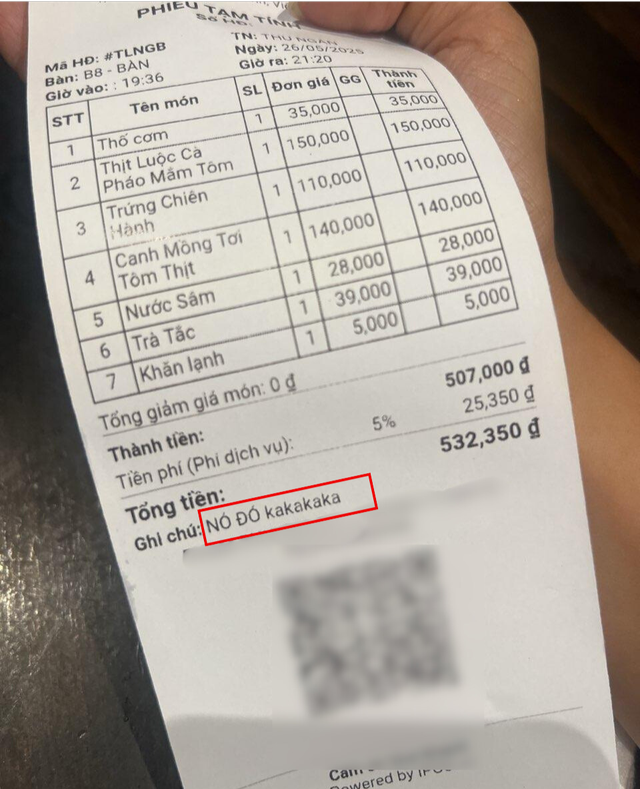 PHIẾU TẠM TÍNH
Số HĐ:
Mã HĐ: #TLNGB
TN: THU NGÂN
Bàn: B8 - BÀN
Ngày: 26/05/2025
Giờ vào: : 19:36
Giờ ra: 21:20
STT Tên món SL Đơn giá GG Thành tiền
1 Thố cơm 1 35,000 35,000
2 Thịt Luộc Cà 1 150,000 150,000
Pháo Mắm Tôm
3 Trứng Chiên 1 110,000 110,000
Hành
4 Canh Mồng Tơi 1 140,000 140,000
Tôm Thịt
5 Nước Sâm 1 28,000 28,000
6 Trà Tắc 1 39,000 39,000
7 Khăn lạnh 1 5,000 5,000
Tổng giảm giá món: 0 đ
Thành tiền: 507,000 đ
Tiền phí (Phí dịch vụ): 5% 25,350 đ
Tổng tiền: 532,350 đ
Ghi chú: NÓ ĐÓ kakakaka
Powered by